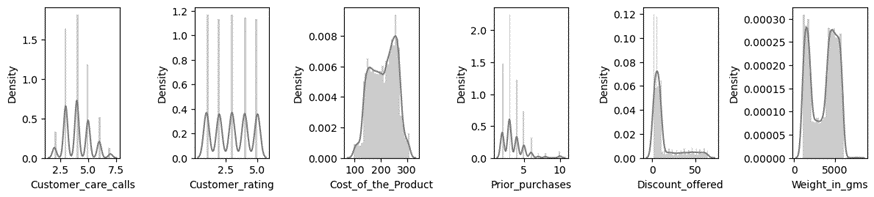 Density
1.5
1.0
0.5
0.0
2.5 5.0 7.5
Customer_care_calls
Density
1.2
1.0
0.8
0.6
0.4
0.2
0.0
2.5 5.0
Customer_rating
Density
0.008
0.006
0.004
0.002
0.000
100 200 300
Cost_of_the_Product
Density
2.0
1.5
1.0
0.5
0.0
5 10
Prior_purchases
Density
0.12
0.10
0.08
0.06
0.04
0.02
0.00
0 50
Discount_offered
Density
0.00030
0.00025
0.00020
0.00015
0.00010
0.00005
0.00000
0 5000
Weight_in_gms